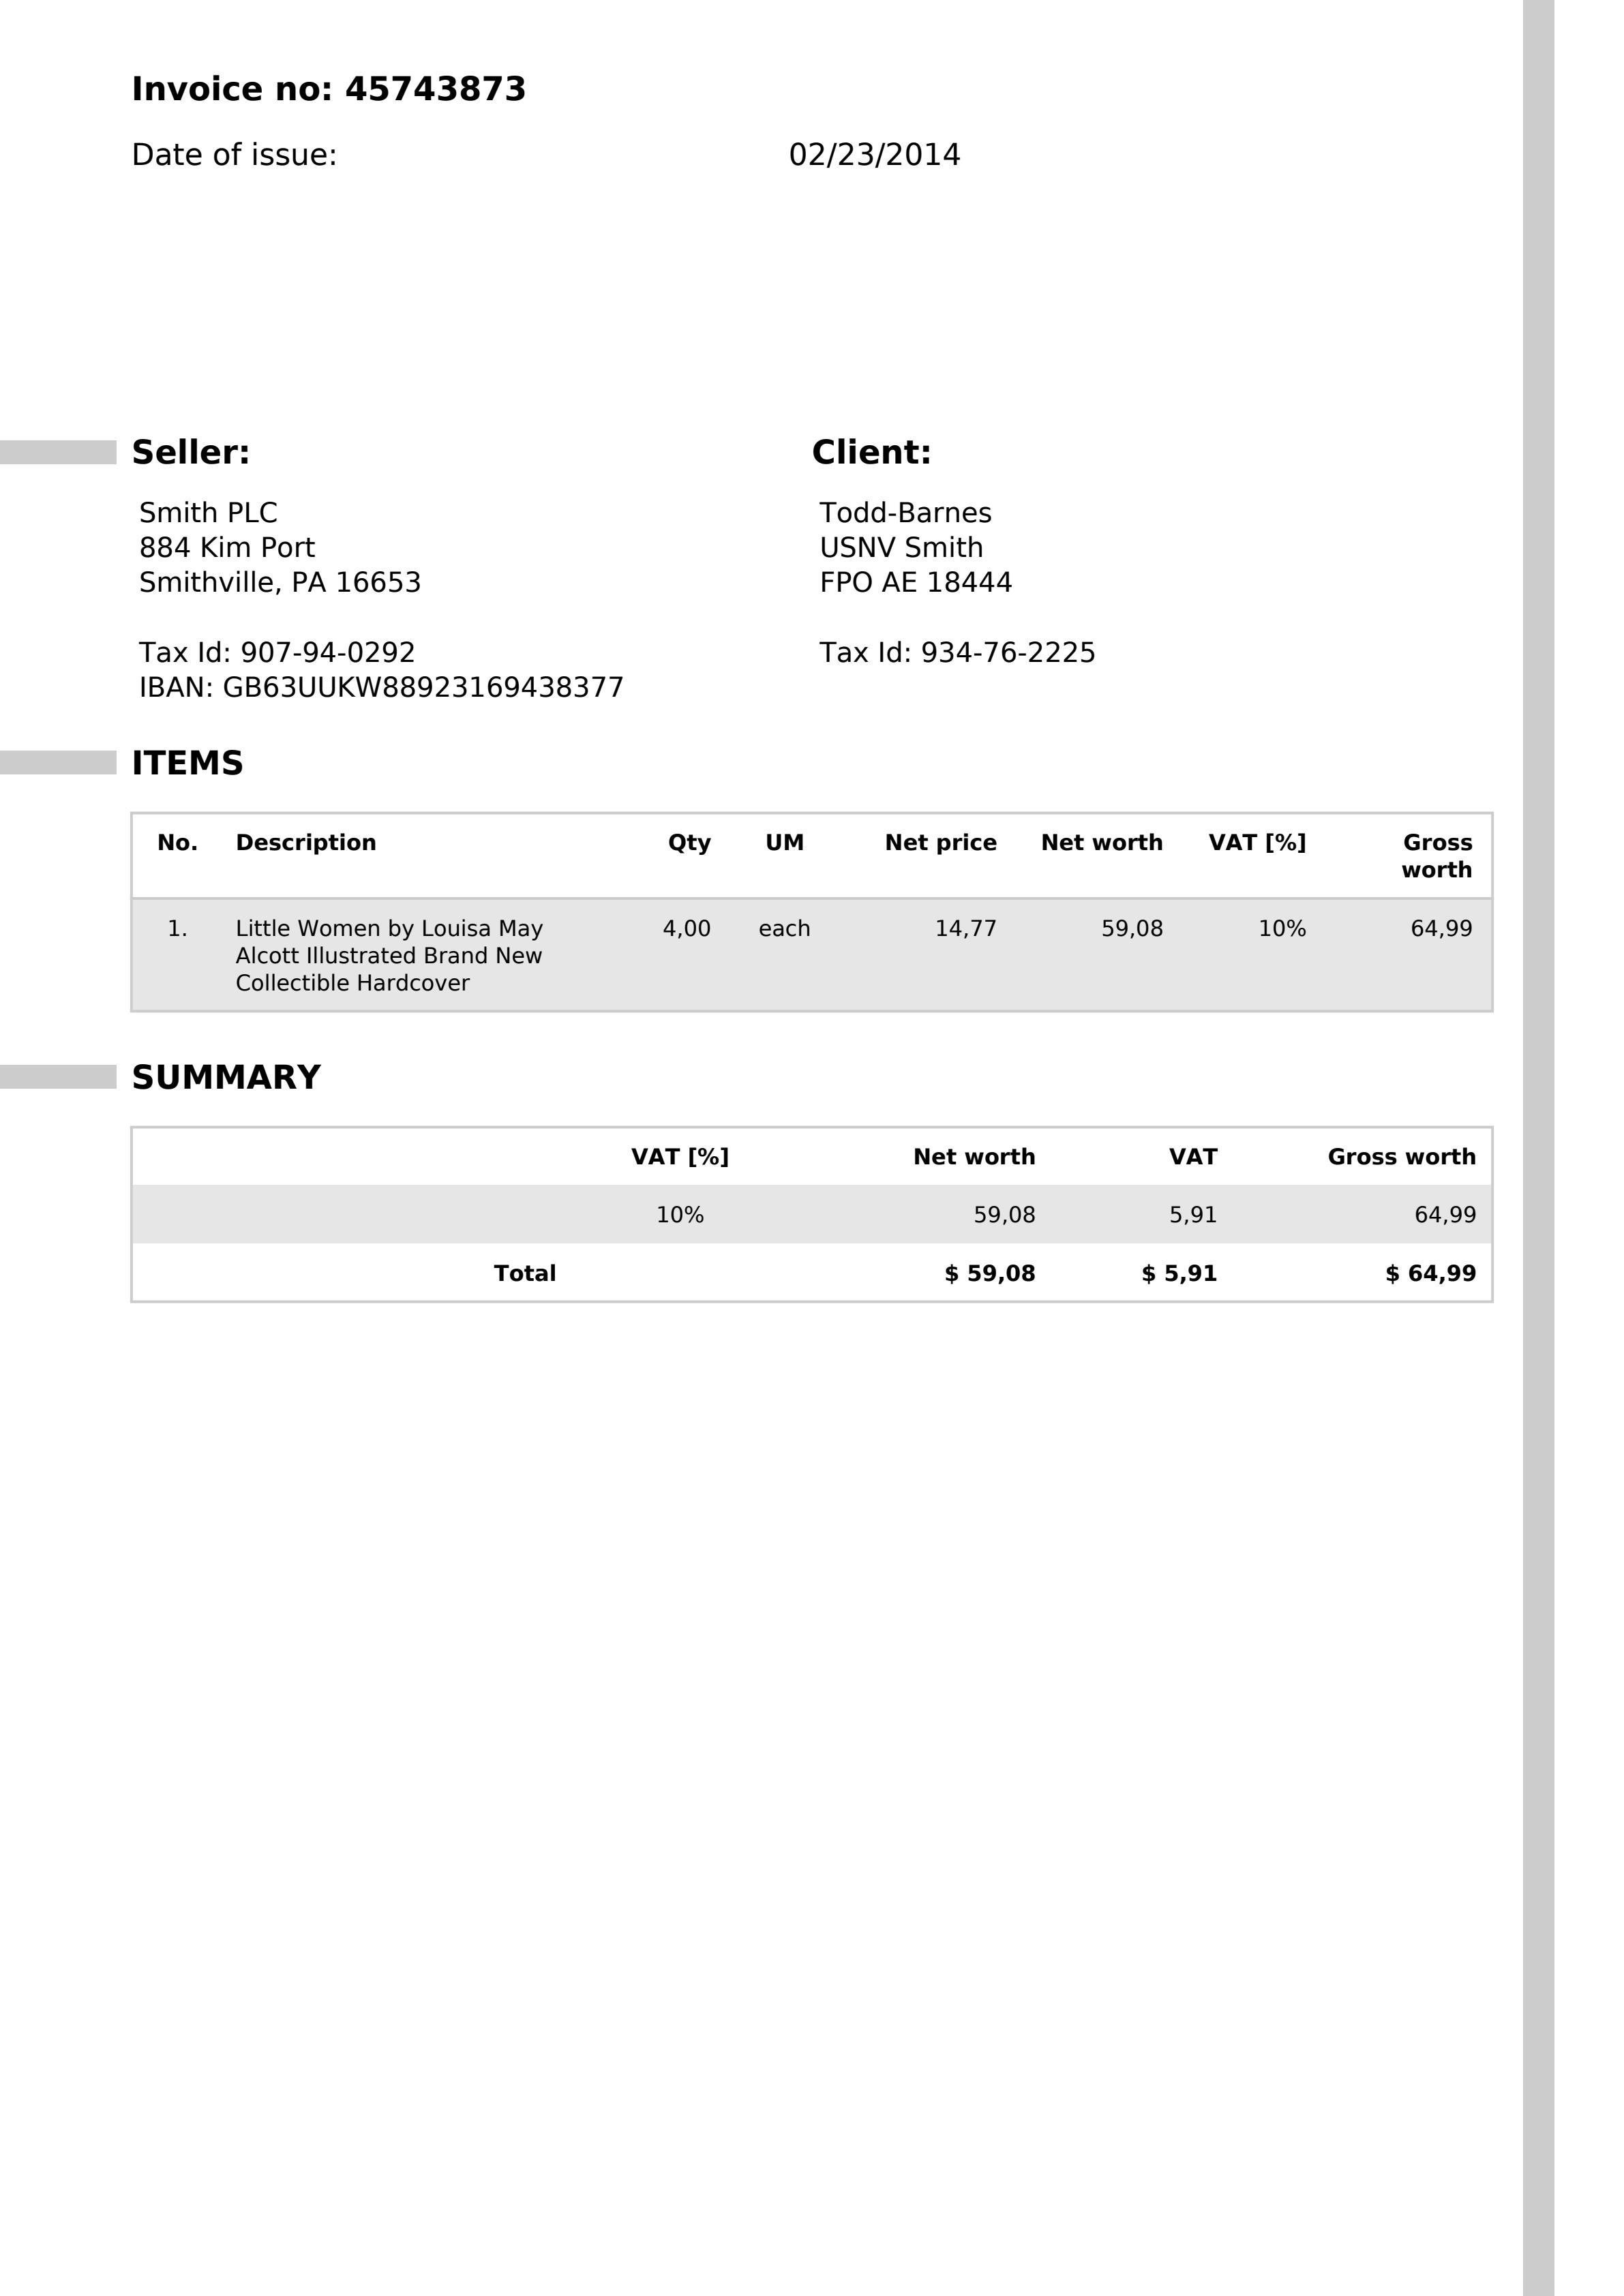 Invoice no: 45743873
Date of issue: 02/23/2014
Seller: Client:
Smith PLC Todd-Barnes
884 Kim Port USNV Smith
Smithville, PA 16653 FPO AE 18444
Tax Id: 907-94-0292 Tax Id: 934-76-2225
IBAN: GB63UUKW88923169438377
ITEMS
No. Description Qty UM Net price Net worth VAT [%] Gross
worth
1. Little Women by Louisa May 4,00 each 14,77 59,08 10% 64,99
Alcott Illustrated Brand New
Collectible Hardcover
SUMMARY
VAT [%] Net worth VAT Gross worth
10% 59,08 5,91 64,99
Total $ 59,08 $ 5,91 $ 64,99